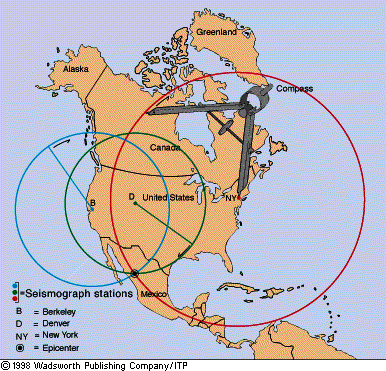 Greenland
Alaska
Compass
Canada
United States
NY
B
D
Mexico
=Seismograph stations
B = Berkeley
D = Denver
NY = New York
= Epicenter
© 1998 Wadsworth Publishing Company/ITP